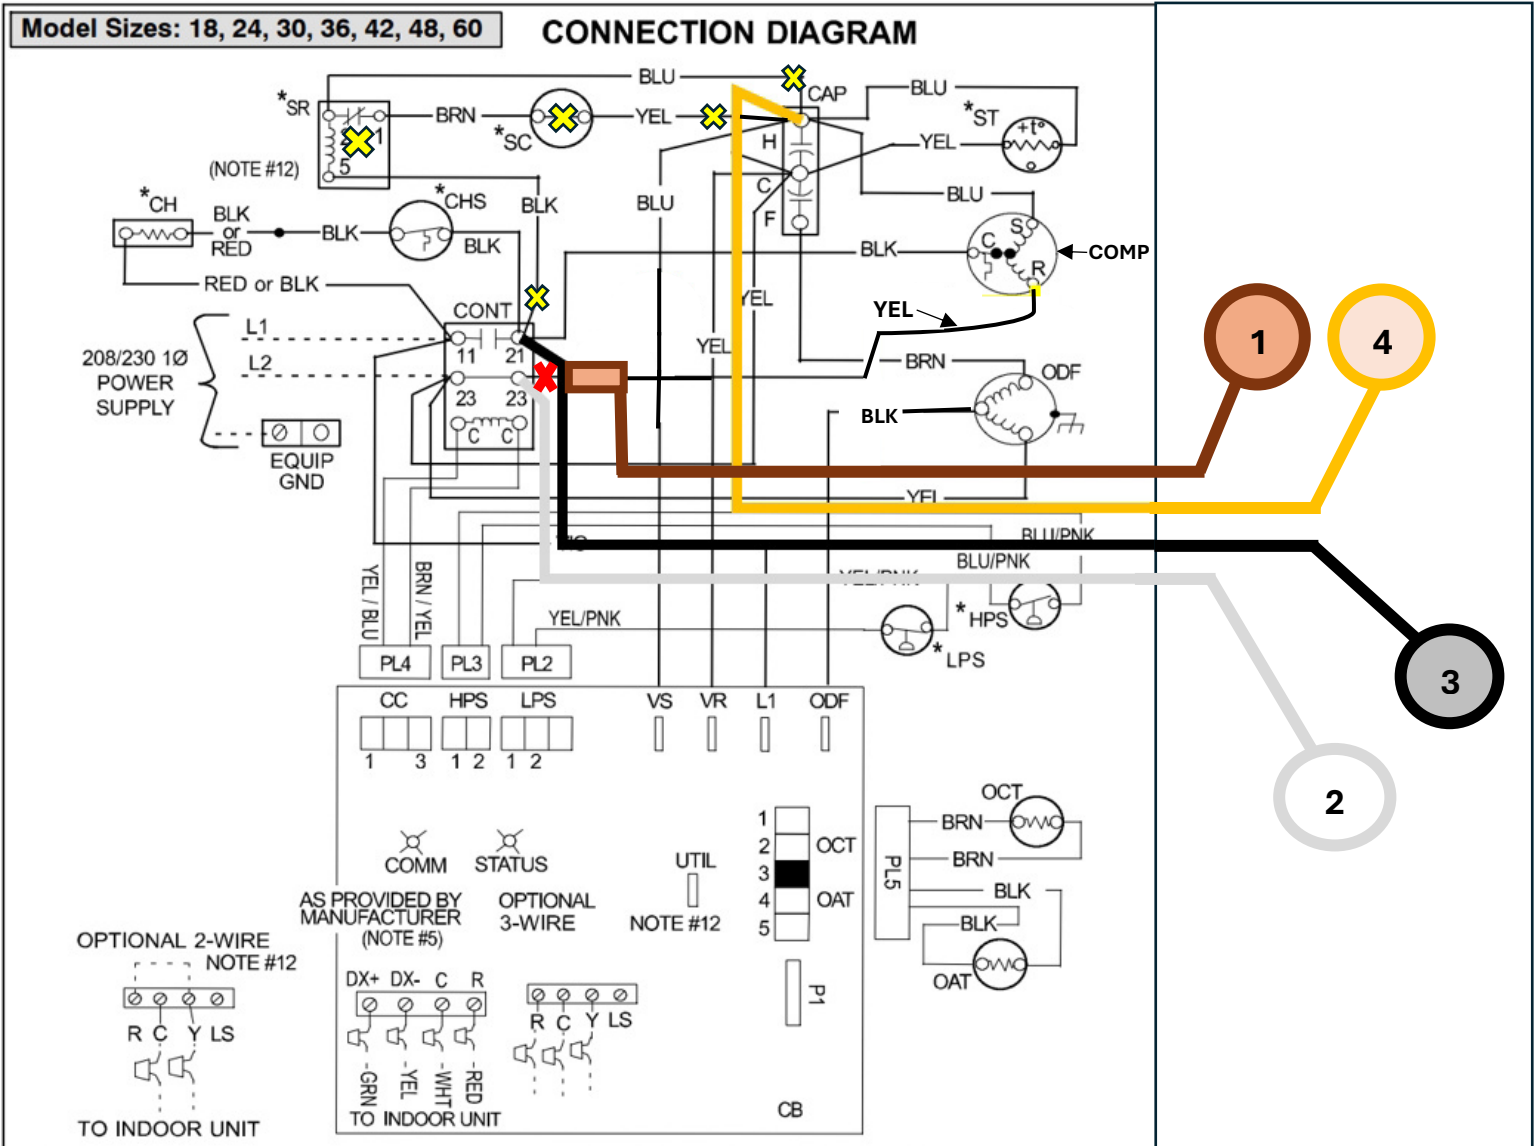 Model Sizes: 18, 24, 30, 36, 42, 48, 60
CONNECTION DIAGRAM
BLU
CAP
BLU
*SR
BRN
*SC
YEL
*ST
+t°
1
H
YEL
(NOTE #12)
5
*CH
*CHS
BLK
BLU
C
BLU
BLK
or
RED
BLK
BLK
F
S
C
R
COMP
BLK
RED or BLK
YEL
YEL
CONT
L1
11
21
YEL
BRN
208/230 1Ø
POWER
SUPPLY
L2
23
23
ODF
1
4
C
C
BLK
EQUIP
GND
YEL
BLU/PNK
BLU/PNK
YEL/PNK
YEL / BLU
BRN / YEL
YEL/PNK
*HPS
*LPS
PL4
PL3
PL2
3
CC
HPS
LPS
VS
VR
L1
ODF
1
3
1
2
1
2
2
OCT
BRN
BRN
PL5
BLK
BLK
OAT
1
2
3
4
5
OCT
OAT
COMM
STATUS
UTIL
AS PROVIDED BY
MANUFACTURER
(NOTE #5)
OPTIONAL
3-WIRE
NOTE #12
OPTIONAL 2-WIRE
NOTE #12
DX+ DX- C R
P1
R C Y LS
R C Y LS
GRN
YEL
WHT
RED
TO INDOOR UNIT
TO INDOOR UNIT
CB